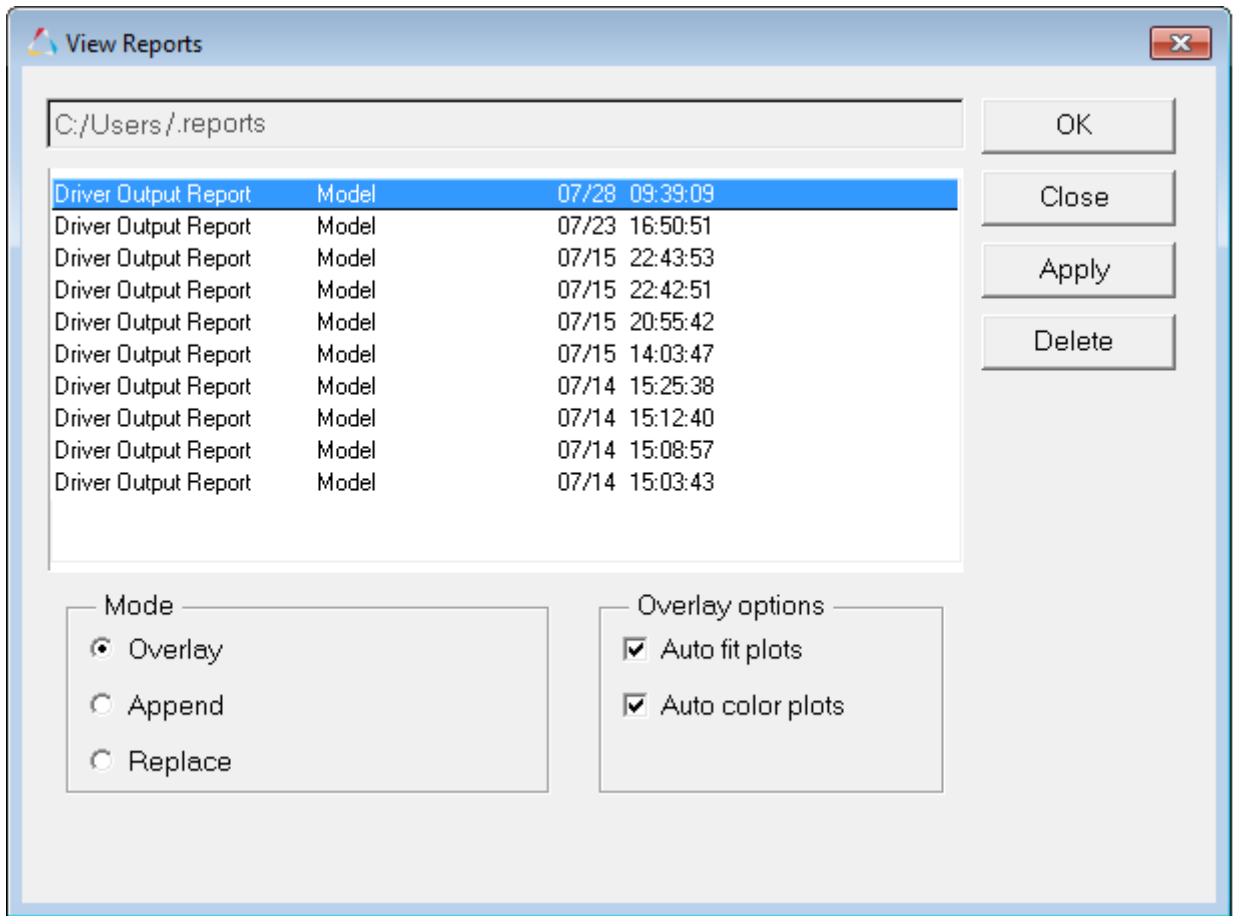 View Reports
C:/Users/.reports
OK
Driver Output Report Model 07/28 09:39:09
Close
Driver Output Report Model 07/23 16:50:51
Driver Output Report Model 07/15 22:43:53
Apply
Driver Output Report Model 07/15 22:42:51
Driver Output Report Model 07/15 20:55:42
Delete
Driver Output Report Model 07/15 14:03:47
Driver Output Report Model 07/14 15:25:38
Driver Output Report Model 07/14 15:12:40
Driver Output Report Model 07/14 15:08:57
Driver Output Report Model 07/14 15:03:43
Mode
Overlay
Append
Replace
Overlay options
Auto fit plots
Auto color plots